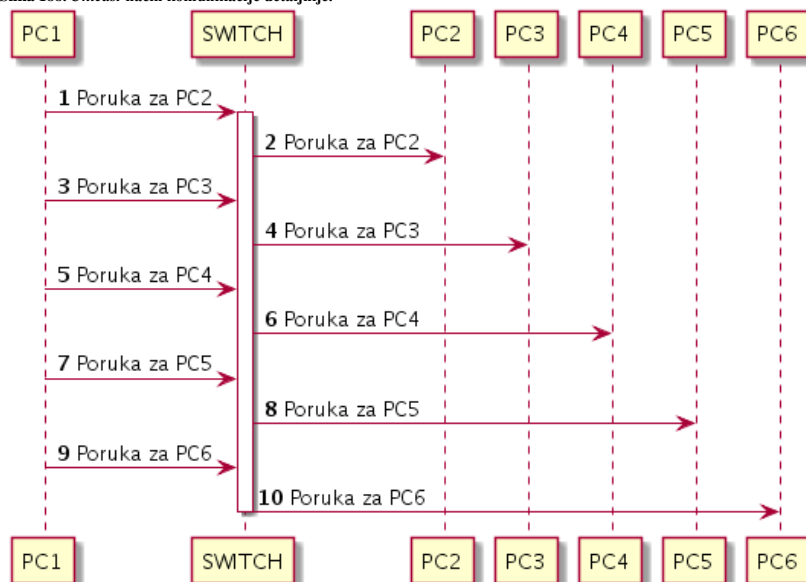 PC1 SWITCH PC2 PC3 PC4 PC5 PC6
1 Poruka za PC2
2 Poruka za PC2
3 Poruka za PC3
4 Poruka za PC3
5 Poruka za PC4
6 Poruka za PC4
7 Poruka za PC5
8 Poruka za PC5
9 Poruka za PC6
10 Poruka za PC6
PC1 SWITCH PC2 PC3 PC4 PC5 PC6